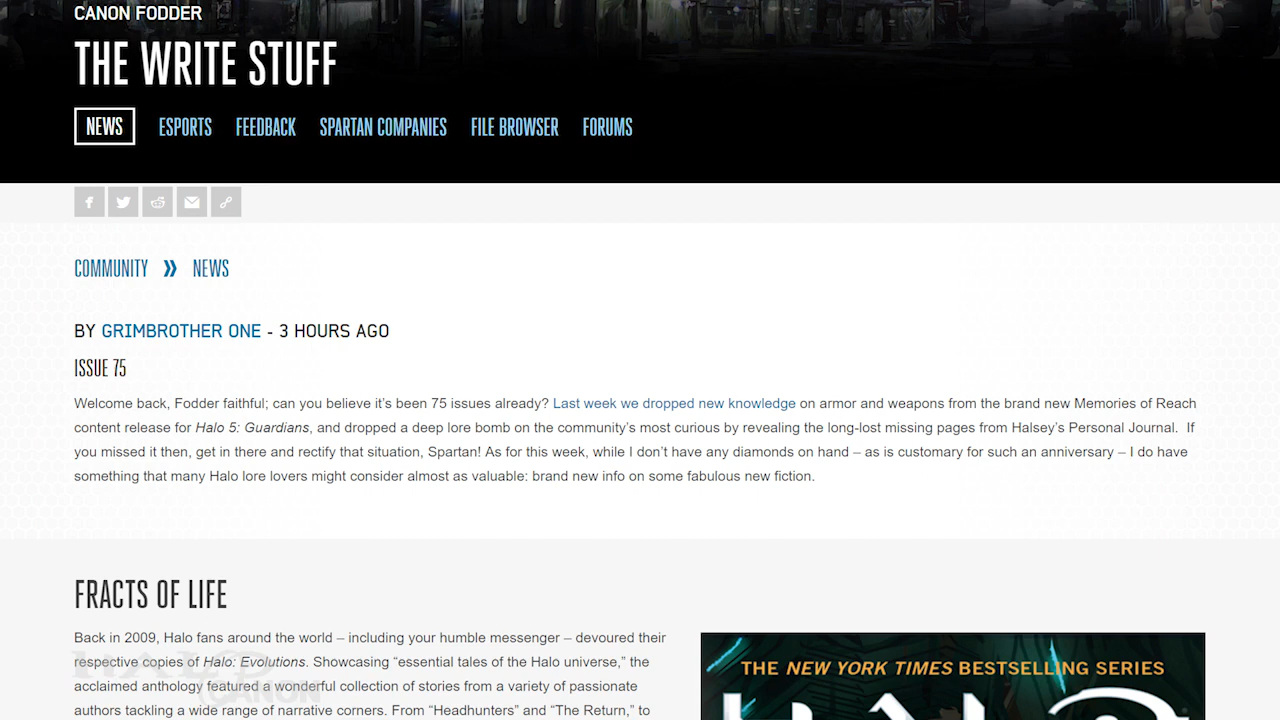 CANON FODDER
THE WRITE STUFF
NEWS ESPORTS FEEDBACK SPARTAN COMPANIES FILE BROWSER FORUMS
COMMUNITY » NEWS
BY GRIMBROTHER ONE - 3 HOURS AGO
ISSUE 75
Welcome back, Fodder faithful; can you believe it’s been 75 issues already? Last week we dropped new knowledge on armor and weapons from the brand new Memories of Reach
content release for Halo 5: Guardians, and dropped a deep lore bomb on the community’s most curious by revealing the long-lost missing pages from Halsey’s Personal Journal.  If
you missed it then, get in there and rectify that situation, Spartan! As for this week, while I don’t have any diamonds on hand – as is customary for such an anniversary – I do have
something that many Halo lore lovers might consider almost as valuable: brand new info on some fabulous new fiction.
FRACTS OF LIFE
Back in 2009, Halo fans around the world – including your humble messenger – devoured their
respective copies of Halo: Evolutions. Showcasing “essential tales of the Halo universe,” the
acclaimed anthology featured a wonderful collection of stories from a variety of passionate
authors tackling a wide range of narrative corners. From “Headhunters” and “The Return,” to
HALO
CANON
THE NEW YORK TIMES BESTSELLING SERIES
HALO